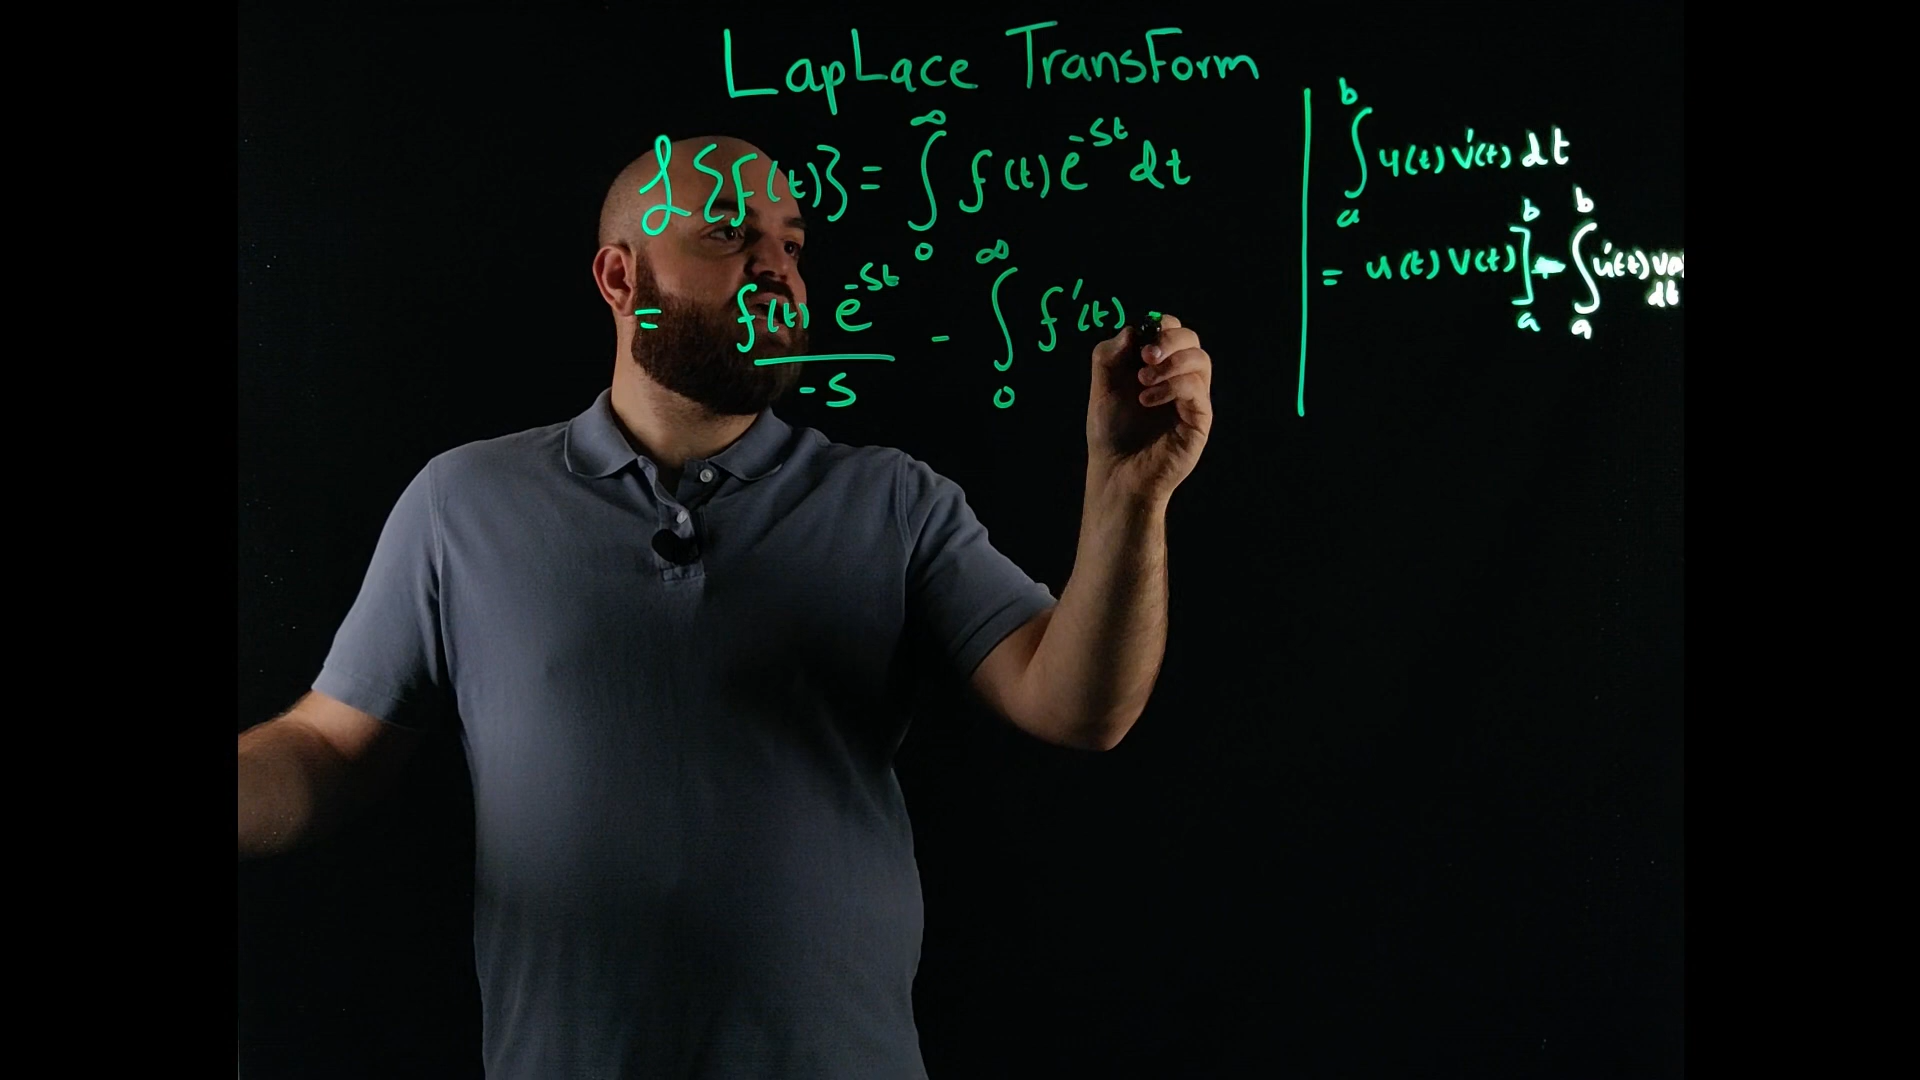 LapLace TransForm
ℒ{f(t)} = ∫₀^∞ f(t) e^-st dt
= f(t) e^-st / -s - ∫₀^∞ f'(t)
∫ₐᵇ u(t) v'(t) dt
= u(t) v(t)]ₐᵇ - ∫ₐᵇ u'(t) v(t) dt